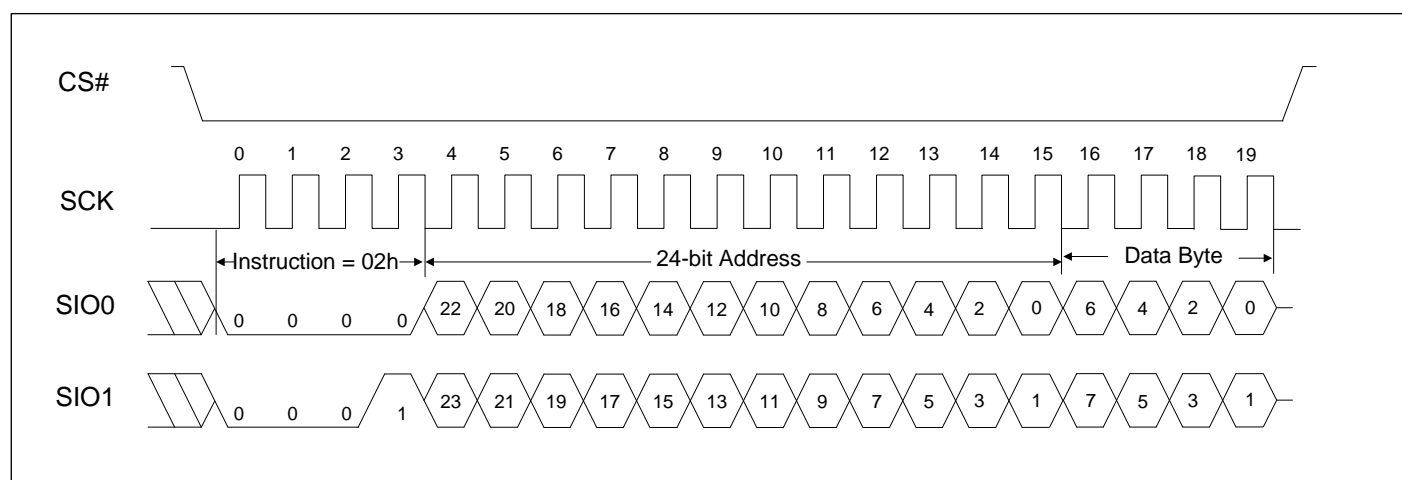 CS#
0 1 2 3 4 5 6 7 8 9 10 11 12 13 14 15 16 17 18 19
SCK
Instruction = 02h 24-bit Address Data Byte
SIO0 0 0 0 0 22 20 18 16 14 12 10 8 6 4 2 0 6 4 2 0
SIO1 0 0 0 1 23 21 19 17 15 13 11 9 7 5 3 1 7 5 3 1